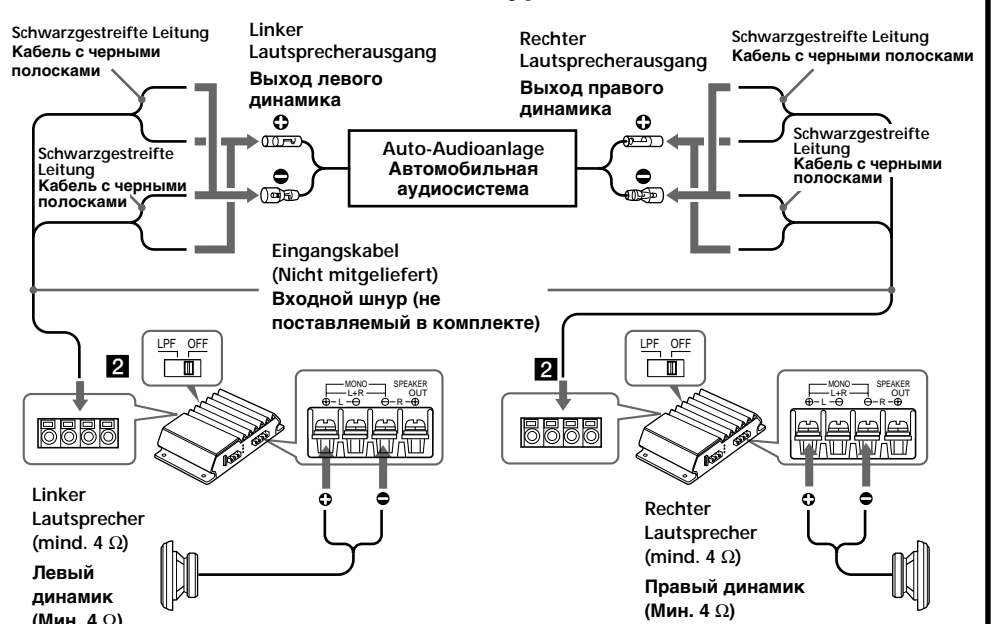 Schwarzgestreifte Leitung
Кабель с черными
полосками
Linker
Lautsprecherausgang
Выход левого
динамика
Rechter
Lautsprecherausgang
Выход правого
динамика
Schwarzgestreifte Leitung
Кабель с черными полосками
Schwarzgestreifte
Leitung
Кабель с черными
полосками
Auto-Audioanlage
Автомобильная
аудиосистема
Schwarzgestreifte
Leitung
Кабель с черными
полосками
Eingangskabel
(Nicht mitgeliefert)
Входной шнур (не
поставляемый в комплекте)
2
LPF OFF
MONO
L+R
SPEAKER
OUT
⊕–L–⊖ ⊖–R–⊕
2
LPF OFF
MONO
L+R
SPEAKER
OUT
⊕–L–⊖ ⊖–R–⊕
Linker
Lautsprecher
(mind. 4 Ω)
Левый
динамик
(Мин. 4 Ω)
Rechter
Lautsprecher
(mind. 4 Ω)
Правый динамик
(Мин. 4 Ω)